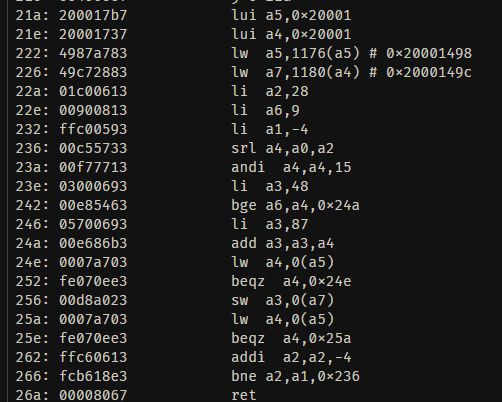 21a: 200017b7 lui a5,0×20001
21e: 20001737 lui a4,0×20001
222: 4987a783 lw a5,1176(a5) # 0×20001498
226: 49c72883 lw a7,1180(a4) # 0×2000149c
22a: 01c00613 li a2,28
22e: 00900813 li a6,9
232: ffc00593 li a1,-4
236: 00c55733 srl a4,a0,a2
23a: 00f77713 andi a4,a4,15
23e: 03000693 li a3,48
242: 00e85463 bge a6,a4,0×24a
246: 05700693 li a3,87
24a: 00e686b3 add a3,a3,a4
24e: 0007a703 lw a4,0(a5)
252: fe070ee3 beqz a4,0×24e
256: 00d8a023 sw a3,0(a7)
25a: 0007a703 lw a4,0(a5)
25e: fe070ee3 beqz a4,0×25a
262: ffc60613 addi a2,a2,-4
266: fcb618e3 bne a2,a1,0×236
26a: 00008067 ret